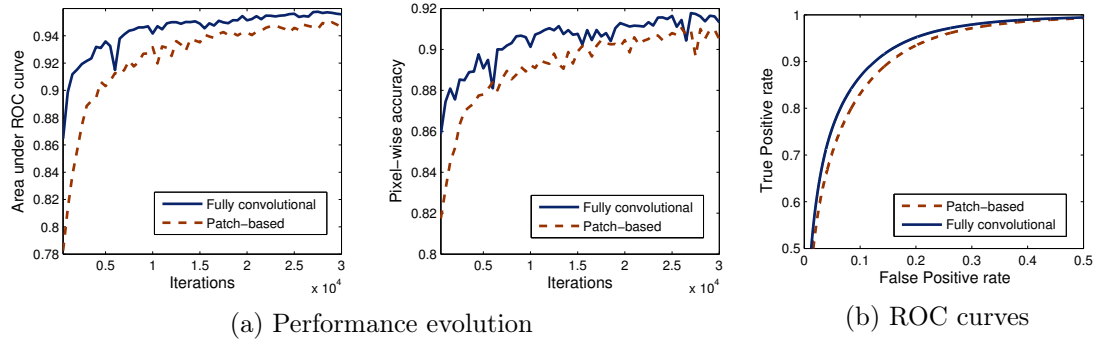 Area under ROC curve
0.94
0.92
0.9
0.88
0.86
0.84
0.82
0.8
0.78
Fully convolutional
Patch−based
0.5 1 1.5 2 2.5 3
Iterations
x 10^4
Pixel−wise accuracy
0.92
0.9
0.88
0.86
0.84
0.82
0.8
Fully convolutional
Patch−based
0.5 1 1.5 2 2.5 3
Iterations
x 10^4
(a) Performance evolution
True Positive rate
1
0.9
0.8
0.7
0.6
0.5
Patch−based
Fully convolutional
0 0.1 0.2 0.3 0.4 0.5
False Positive rate
(b) ROC curves